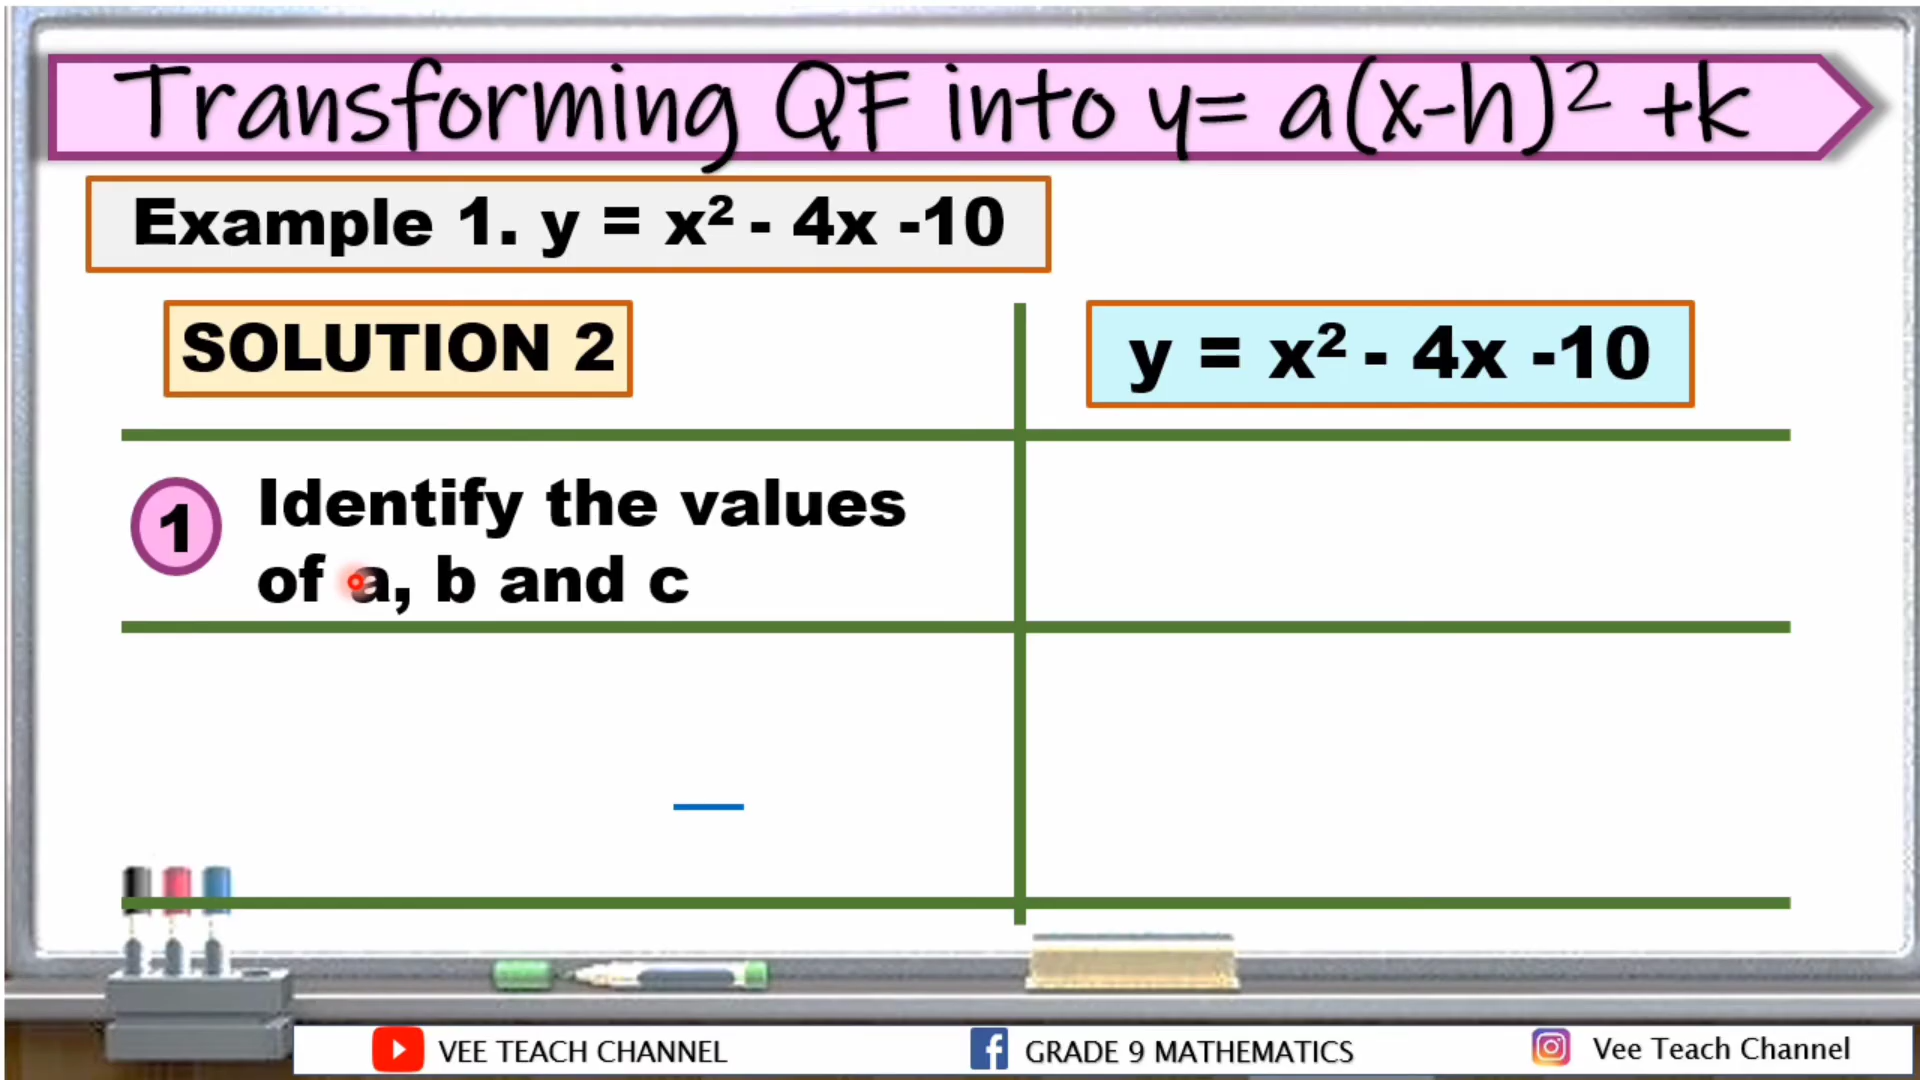 Transforming QF into y= a(x-h)² +k
Example 1. y = x² - 4x -10
SOLUTION 2
y = x² - 4x -10
1
Identify the values
of a, b and c
VEE TEACH CHANNEL
GRADE 9 MATHEMATICS
Vee Teach Channel